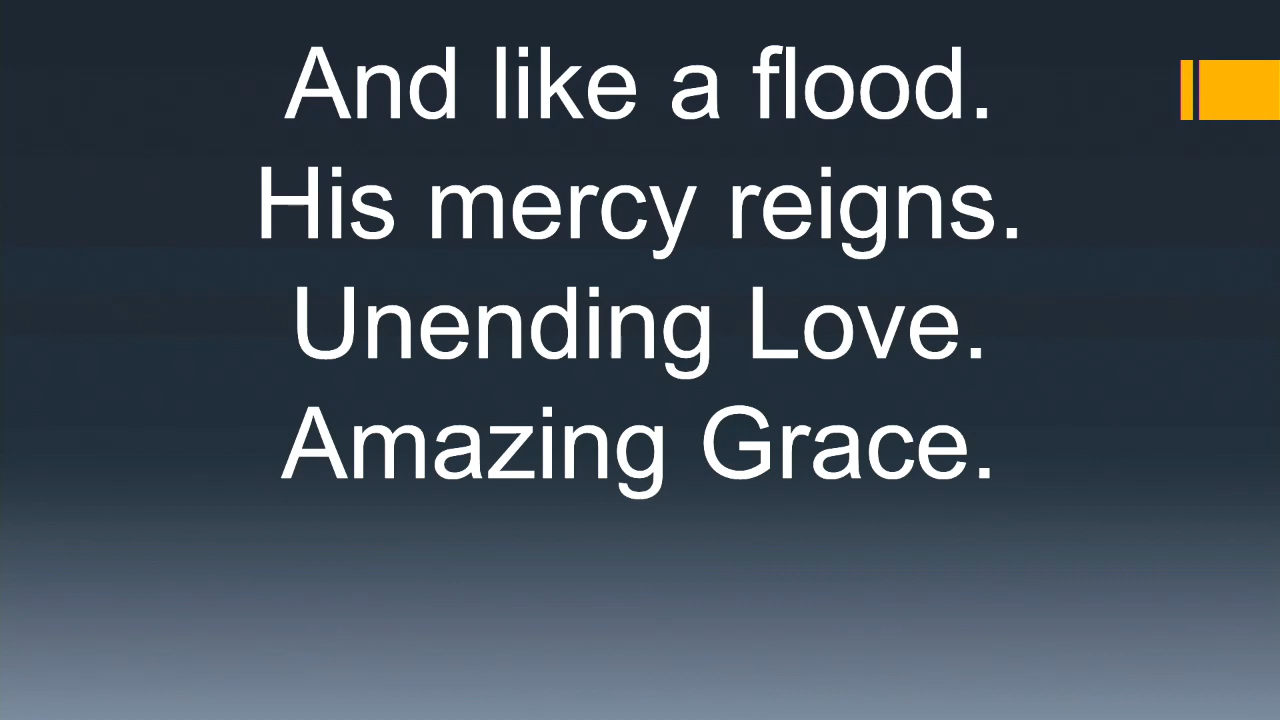 And like a flood.
His mercy reigns.
Unending Love.
Amazing Grace.